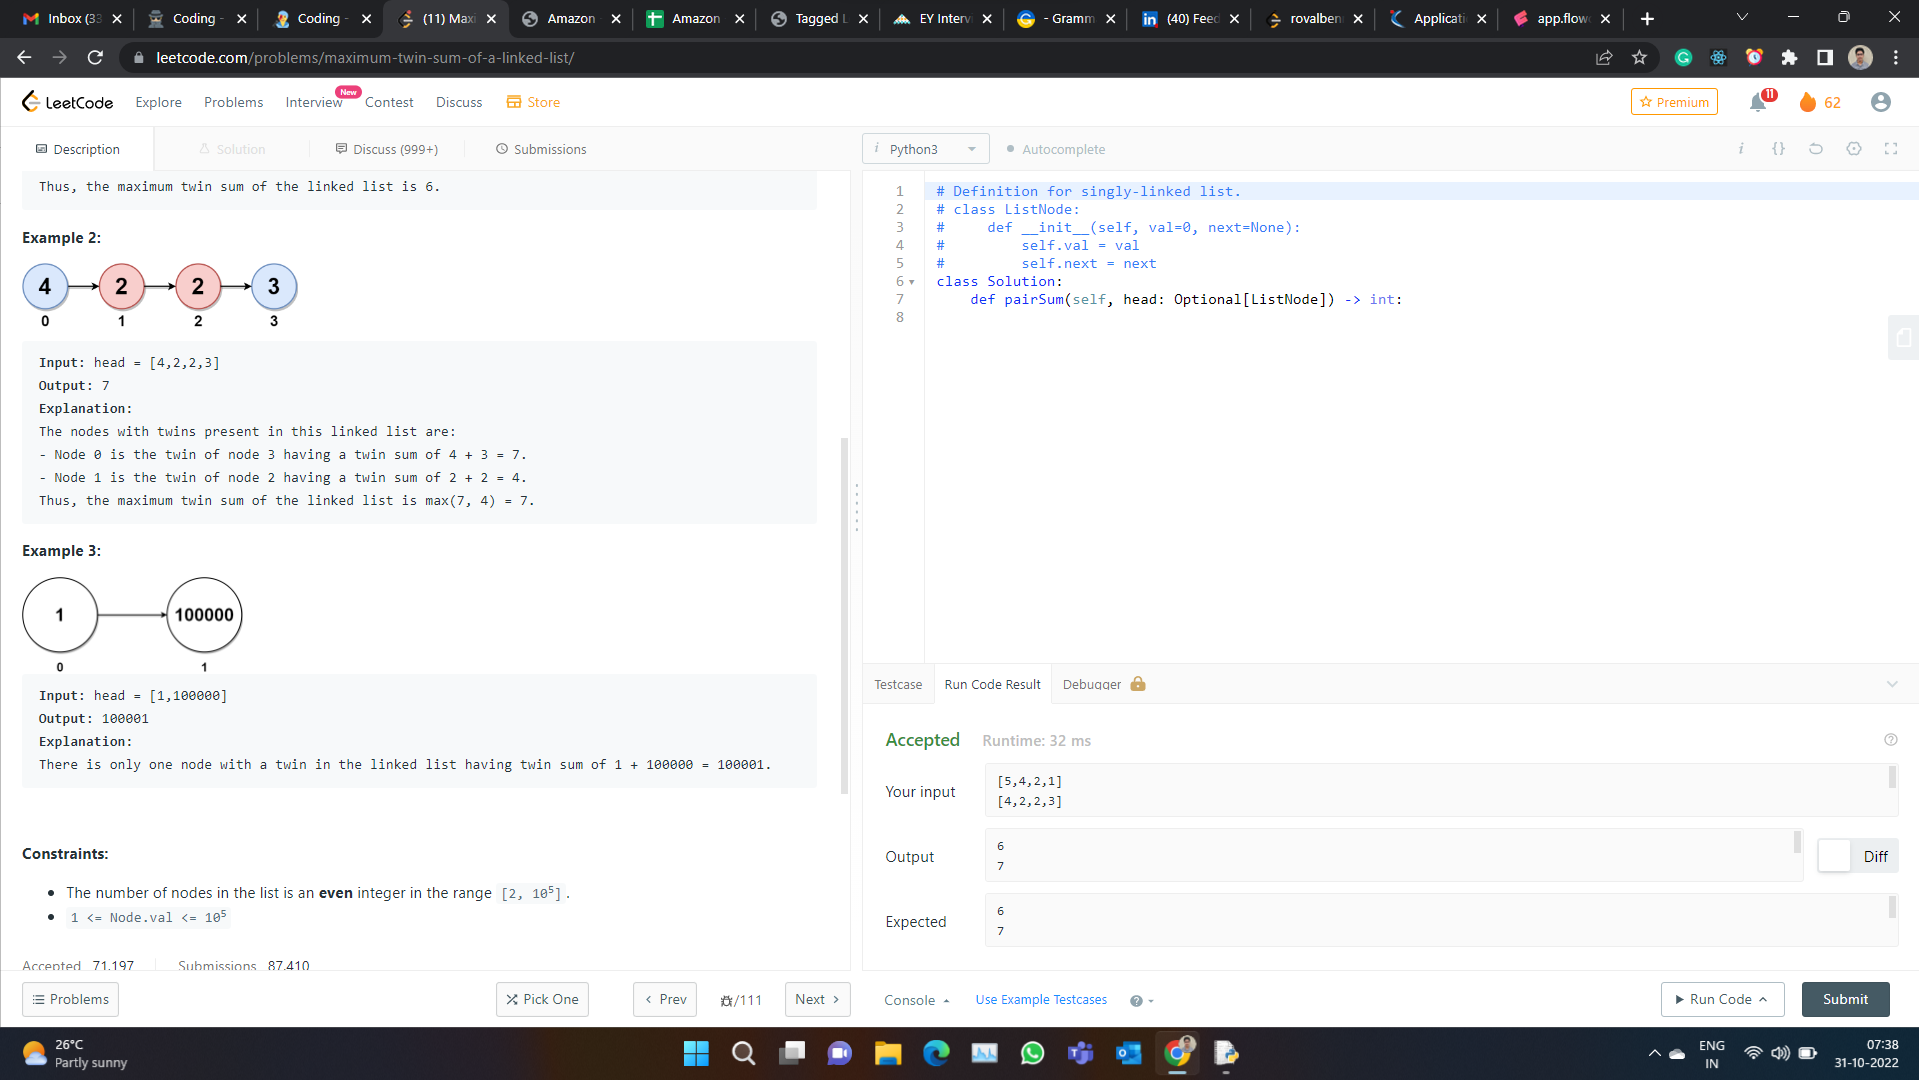 Inbox (33
Coding -
Coding -
(11) Maxi
Amazon
Amazon
Tagged L
EY Interv
- Gramm
(40) Feed
rovalben
Applicati
app.flow
leetcode.com/problems/maximum-twin-sum-of-a-linked-list/
LeetCode
Explore
Problems
Interview
New
Contest
Discuss
Store
Premium
11
62
Description
Solution
Discuss (999+)
Submissions
Python3
Autocomplete
Thus, the maximum twin sum of the linked list is 6.
Example 2:
4 2 2 3
0 1 2 3
Input: head = [4,2,2,3]
Output: 7
Explanation:
The nodes with twins present in this linked list are:
- Node 0 is the twin of node 3 having a twin sum of 4 + 3 = 7.
- Node 1 is the twin of node 2 having a twin sum of 2 + 2 = 4.
Thus, the maximum twin sum of the linked list is max(7, 4) = 7.
Example 3:
1 100000
0 1
Input: head = [1,100000]
Output: 100001
Explanation:
There is only one node with a twin in the linked list having twin sum of 1 + 100000 = 100001.
Constraints:
• The number of nodes in the list is an even integer in the range [2, 10⁵].
• 1 <= Node.val <= 10⁵
Accepted 71,197
Submissions 87,410
Problems
Pick One
Prev
/111
Next
1 # Definition for singly-linked list.
2 # class ListNode:
3 #     def __init__(self, val=0, next=None):
4 #         self.val = val
5 #         self.next = next
6 class Solution:
7     def pairSum(self, head: Optional[ListNode]) -> int:
8
Testcase
Run Code Result
Debugger
Accepted
Runtime: 32 ms
Your input
[5,4,2,1]
[4,2,2,3]
Output
6
7
Diff
Expected
6
7
Console
Use Example Testcases
Run Code
Submit
26°C
Partly sunny
ENG
IN
07:38
31-10-2022